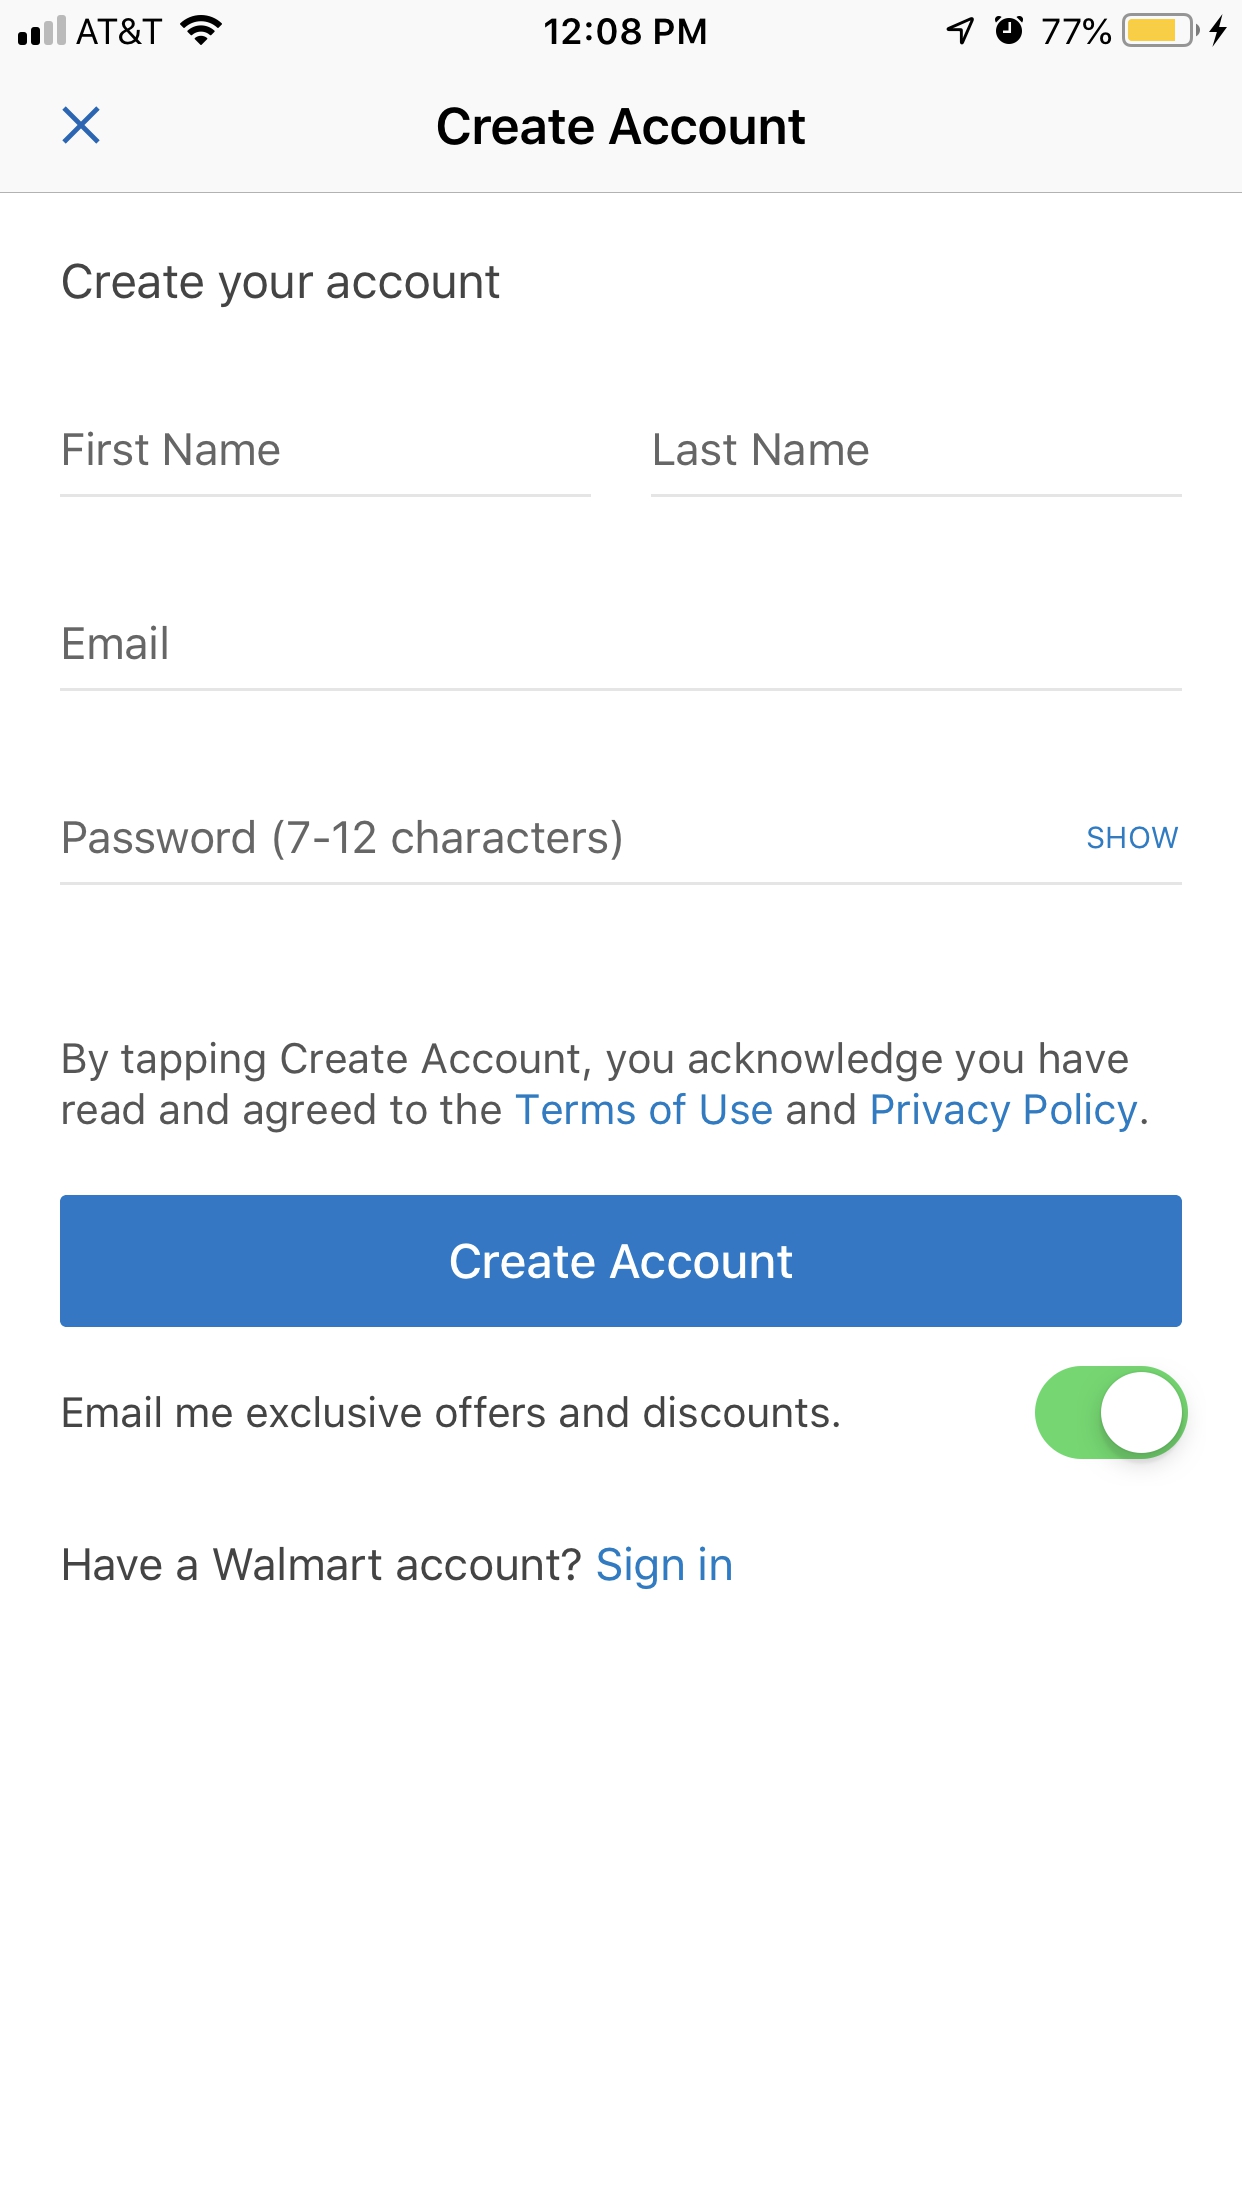 AT&T 12:08 PM 77%
Create Account
Create your account
First Name Last Name
Email
Password (7-12 characters) SHOW
By tapping Create Account, you acknowledge you have
read and agreed to the Terms of Use and Privacy Policy.
Create Account
Email me exclusive offers and discounts.
Have a Walmart account? Sign in